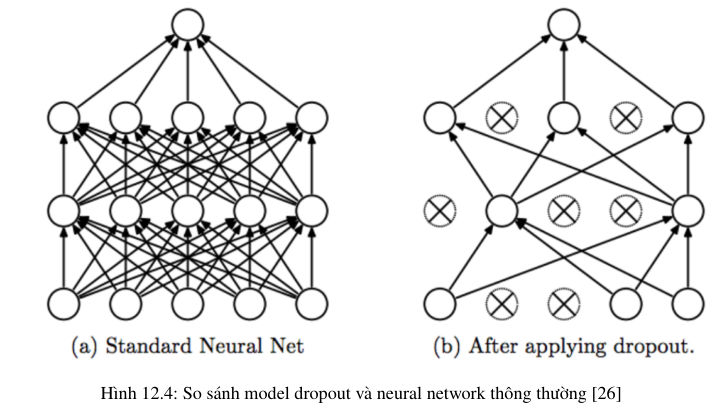 (a) Standard Neural Net
(b) After applying dropout.
Hình 12.4: So sánh model dropout và neural network thông thường [26]